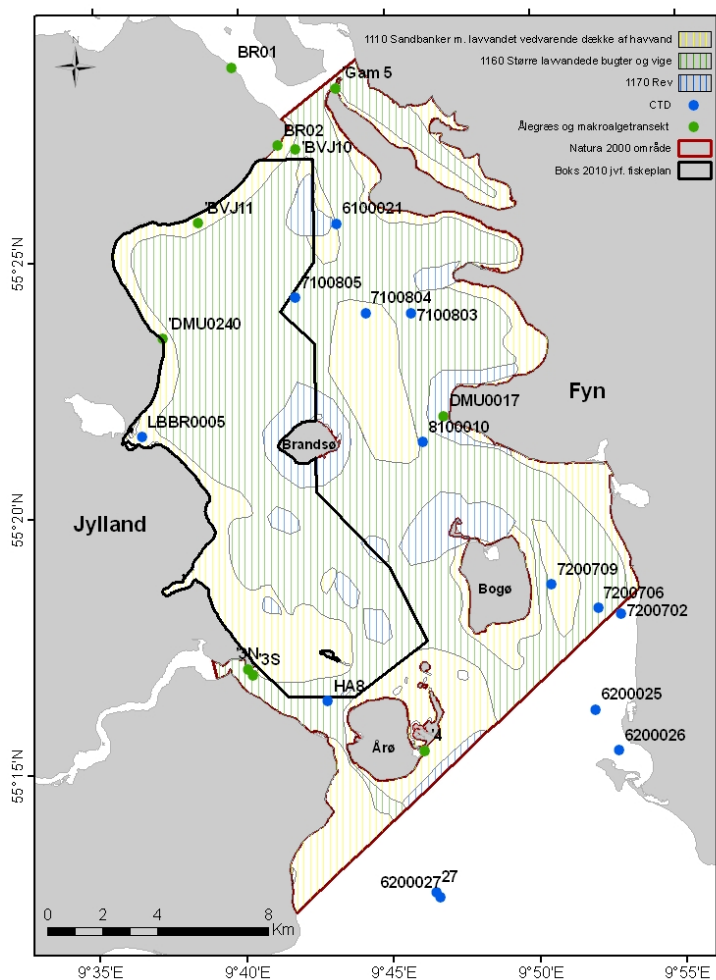 1110 Sandbanker m. lavvandet vedvarende dække af havvand
1160 Større lavvandede bugter og vige
1170 Rev
CTD
Ålegræs og makroalgetransekt
Natura 2000 område
Boks 2010 jvf. fiskeplan
BR01
Gam 5
BR02
'BVJ10
'BVJ11
6100021
55°25'N
7100805
7100804
7100803
'DMU0240
Fyn
DMU0017
LBBR0005
8100010
Brandsø
55°20'N
Jylland
Bogø
7200709
7200706
7200702
'3N
'3S
HA8
6200025
'4
6200026
Årø
55°15'N
6200027
27
0 2 4 8
Km
9°35'E 9°40'E 9°45'E 9°50'E 9°55'E